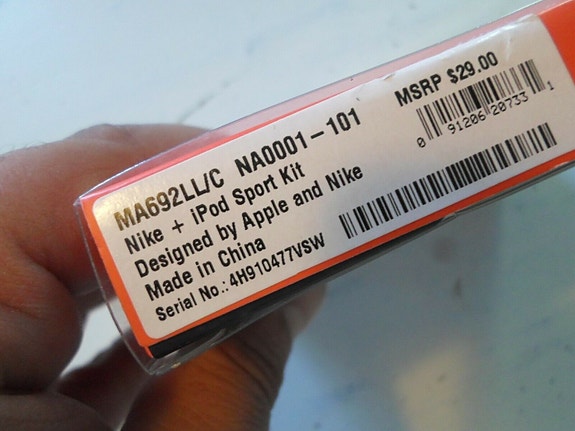 MA692LL/C NA0001-101
Nike + iPod Sport Kit
Designed by Apple and Nike
Made in China
Serial No.: 4H910477VSW
MSRP $29.00
0 91206 20733 1